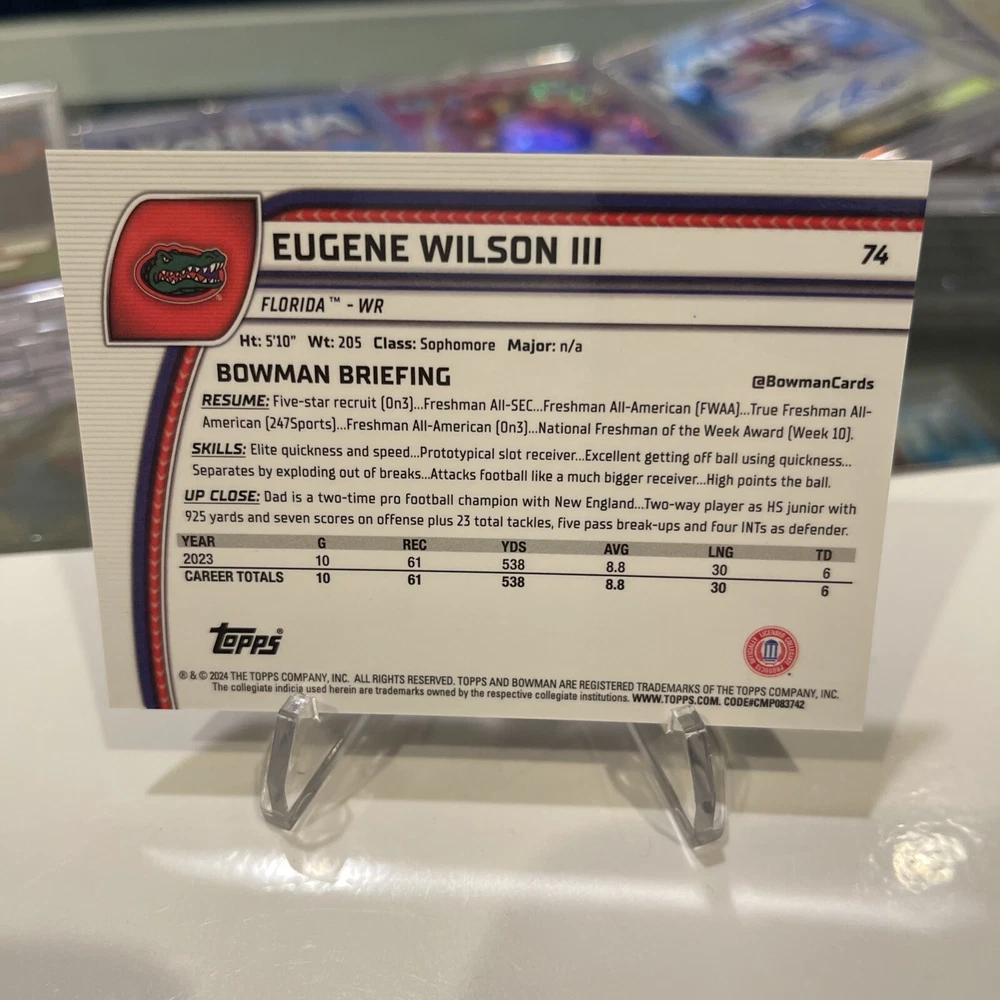 EUGENE WILSON III
74
FLORIDA™ - WR
Ht: 5'10" Wt: 205 Class: Sophomore Major: n/a
BOWMAN BRIEFING
@BowmanCards
RESUME: Five-star recruit (On3)...Freshman All-SEC...Freshman All-American (FWAA)...True Freshman All-
American (247Sports)...Freshman All-American (On3)...National Freshman of the Week Award (Week 10).
SKILLS: Elite quickness and speed...Prototypical slot receiver...Excellent getting off ball using quickness...
Separates by exploding out of breaks...Attacks football like a much bigger receiver...High points the ball.
UP CLOSE: Dad is a two-time pro football champion with New England...Two-way player as HS junior with
925 yards and seven scores on offense plus 23 total tackles, five pass break-ups and four INTs as defender.
YEAR G REC YDS AVG LNG TD
2023 10 61 538 8.8 30 6
CAREER TOTALS 10 61 538 8.8 30 6
topps®
OFFICIALLY LICENSED COLLEGIATE PRODUCTS
® & © 2024 THE TOPPS COMPANY, INC. ALL RIGHTS RESERVED. TOPPS AND BOWMAN ARE REGISTERED TRADEMARKS OF THE TOPPS COMPANY, INC.
The collegiate indicia used herein are trademarks owned by the respective collegiate institutions. WWW.TOPPS.COM. CODE#CMP083742